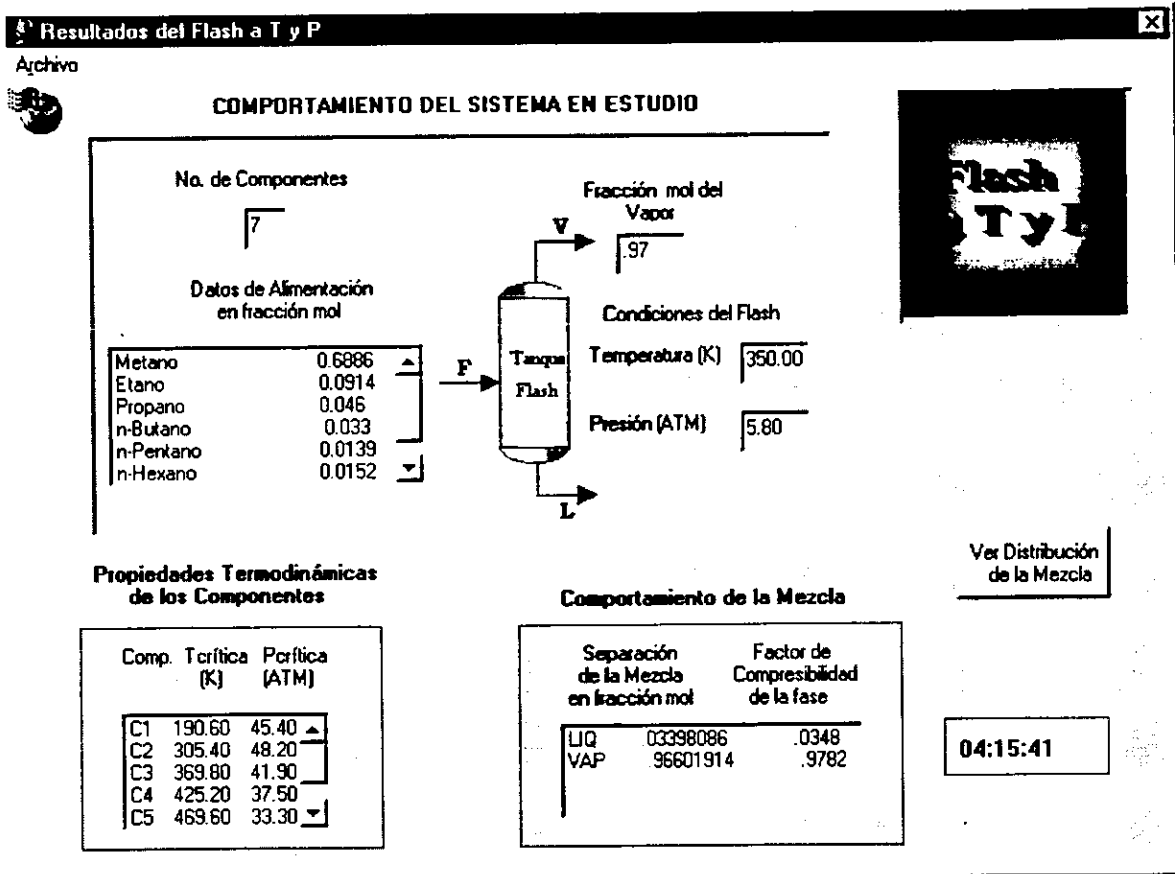 Resultados del Flash a T y P
Archivo
COMPORTAMIENTO DEL SISTEMA EN ESTUDIO
No. de Componentes
7
Datos de Alimentación
en fracción mol
Metano 0.6886
Etano 0.0914
Propano 0.046
n-Butano 0.033
n-Pentano 0.0139
n-Hexano 0.0152
F
V
Tanque
Flash
L
Fracción mol del
Vapor
.97
Condiciones del Flash
Temperatura (K) 350.00
Presión (ATM) 5.80
Flash
T y P
Ver Distribución
de la Mezcla
Propiedades Termodinámicas
de los Componentes
Comp. Tcrítica Pcrítica
(K) (ATM)
C1 190.60 45.40
C2 305.40 48.20
C3 369.80 41.90
C4 425.20 37.50
C5 469.60 33.30
Comportamiento de la Mezcla
Separación Factor de
de la Mezcla Compresibilidad
en fracción mol de la fase
LIQ .03398086 .0348
VAP .96601914 .9782
04:15:41